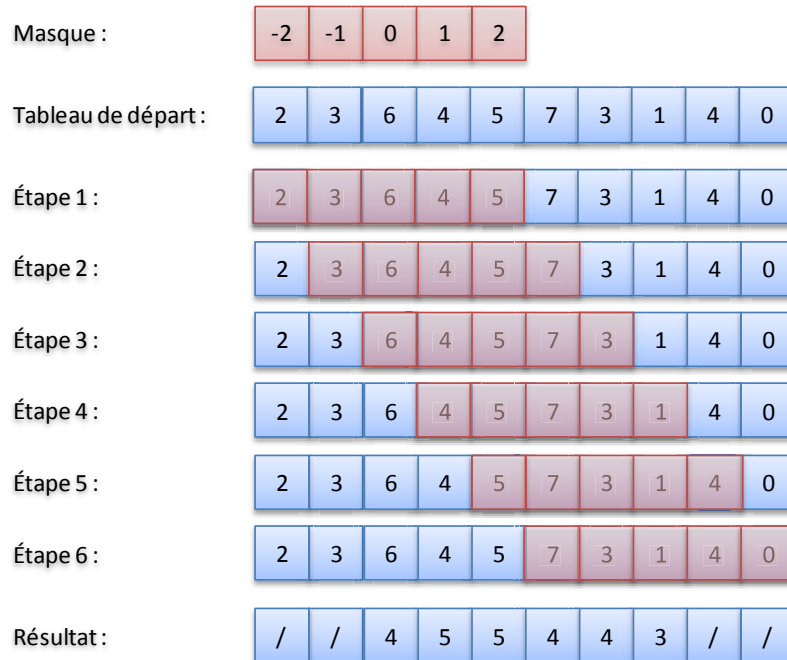 Masque : -2 -1 0 1 2
Tableau de départ : 2 3 6 4 5 7 3 1 4 0
Étape 1 : 2 3 6 4 5 7 3 1 4 0
Étape 2 : 2 3 6 4 5 7 3 1 4 0
Étape 3 : 2 3 6 4 5 7 3 1 4 0
Étape 4 : 2 3 6 4 5 7 3 1 4 0
Étape 5 : 2 3 6 4 5 7 3 1 4 0
Étape 6 : 2 3 6 4 5 7 3 1 4 0
Résultat : / / 4 5 5 4 4 3 / /